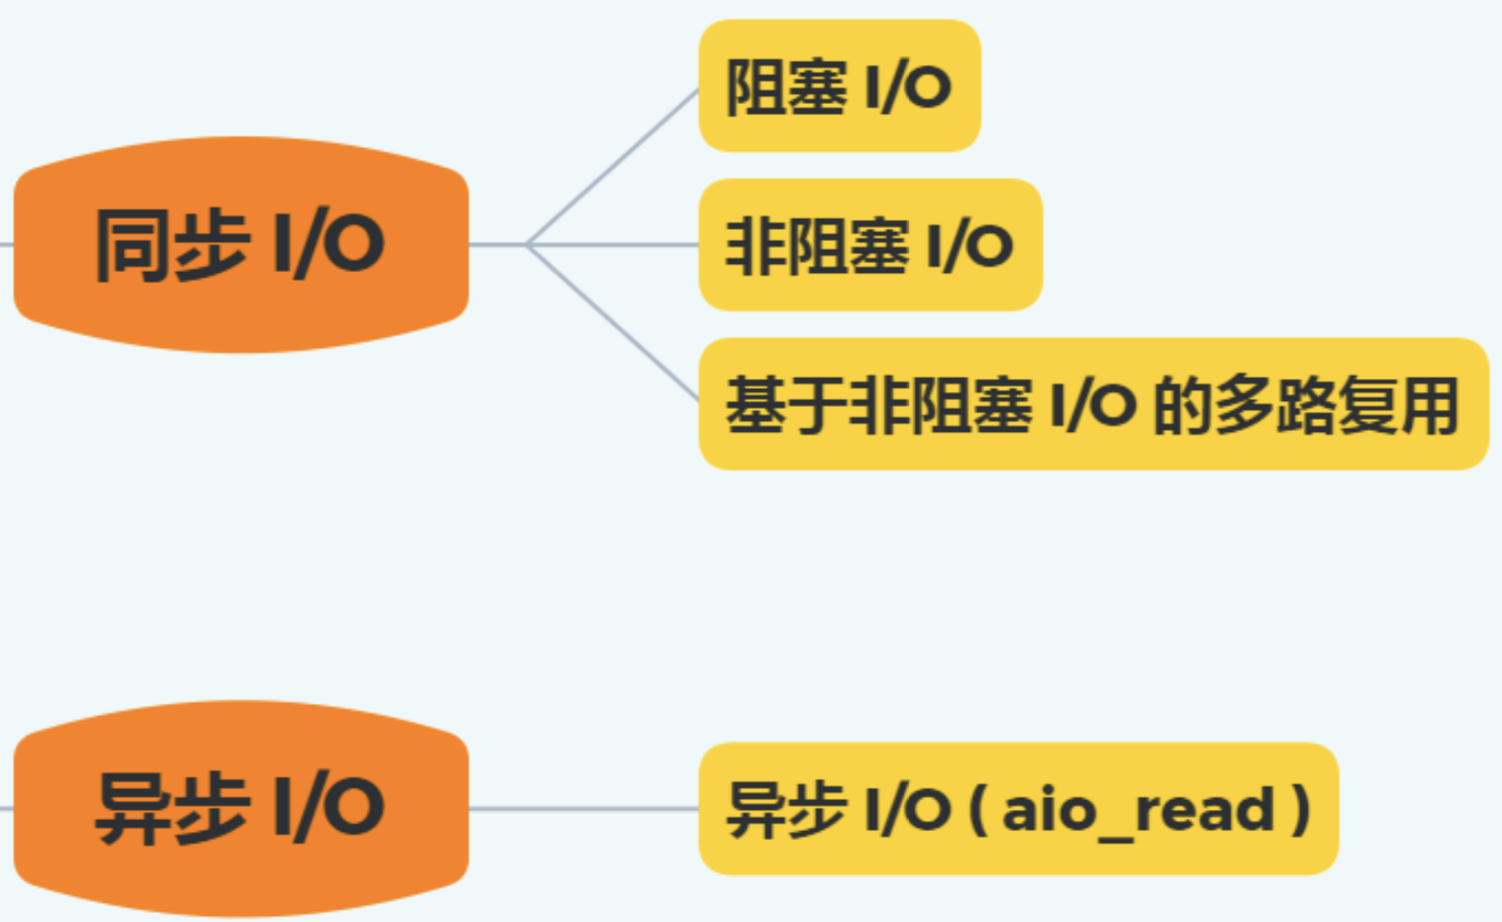 同步 I/O
阻塞 I/O
非阻塞 I/O
基于非阻塞 I/O 的多路复用
异步 I/O
异步 I/O ( aio_read )